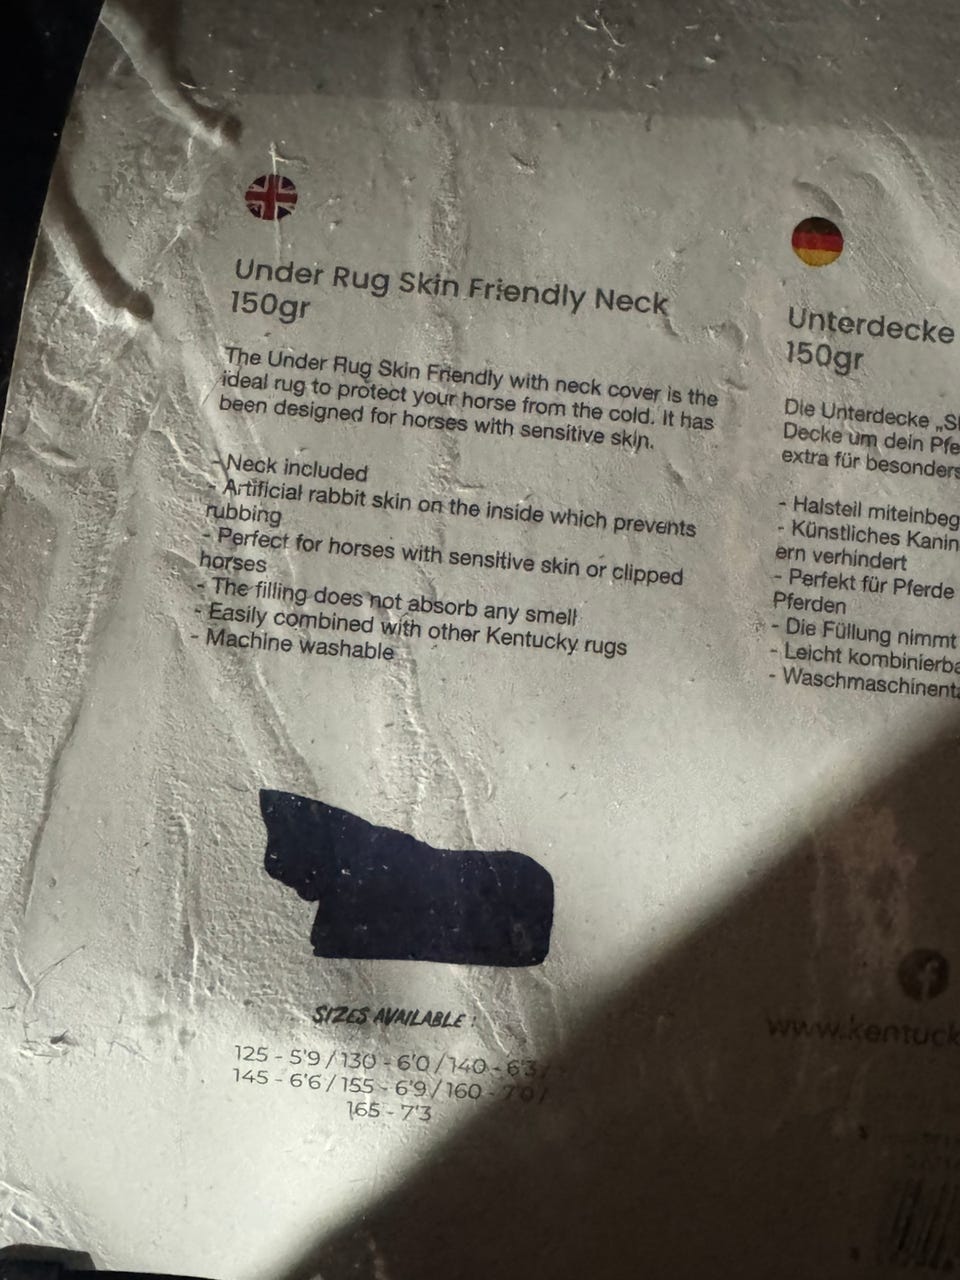 Under Rug Skin Friendly Neck
150gr
The Under Rug Skin Friendly with neck cover is the
ideal rug to protect your horse from the cold. It has
been designed for horses with sensitive skin.
- Neck included
- Artificial rabbit skin on the inside which prevents
rubbing
- Perfect for horses with sensitive skin or clipped
horses
- The filling does not absorb any smell
- Easily combined with other Kentucky rugs
- Machine washable
SIZES AVAILABLE :
125 - 5'9 / 130 - 6'0 / 140 - 6'3 /
145 - 6'6 / 155 - 6'9 / 160 - 7'0 /
165 - 7'3
Unterdecke
150gr
Die Unterdecke „S
Decke um dein Pfe
extra für besonders
- Halsteil miteinbeg
- Künstliches Kanin
ern verhindert
- Perfekt für Pferde
Pferden
- Die Füllung nimmt
- Leicht kombinierba
- Waschmaschinenta
www.kentuck